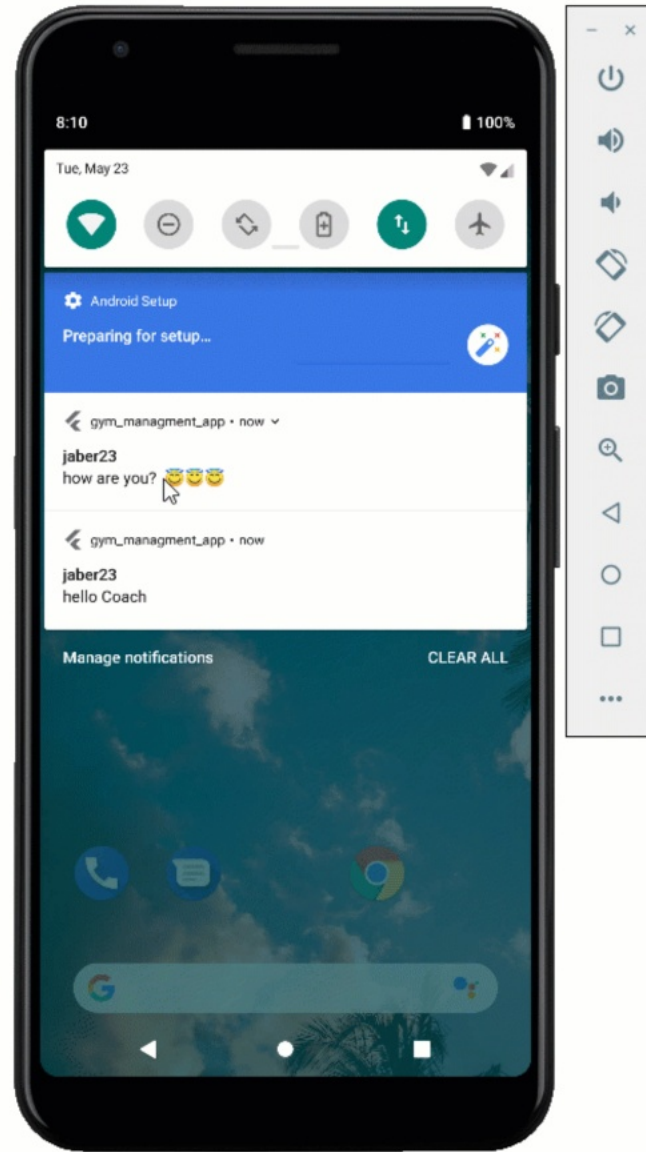 8:10 100%
Tue, May 23
Android Setup
Preparing for setup...
gym_managment_app • now
jaber23
how are you? 😇😇😇
gym_managment_app • now
jaber23
hello Coach
Manage notifications CLEAR ALL